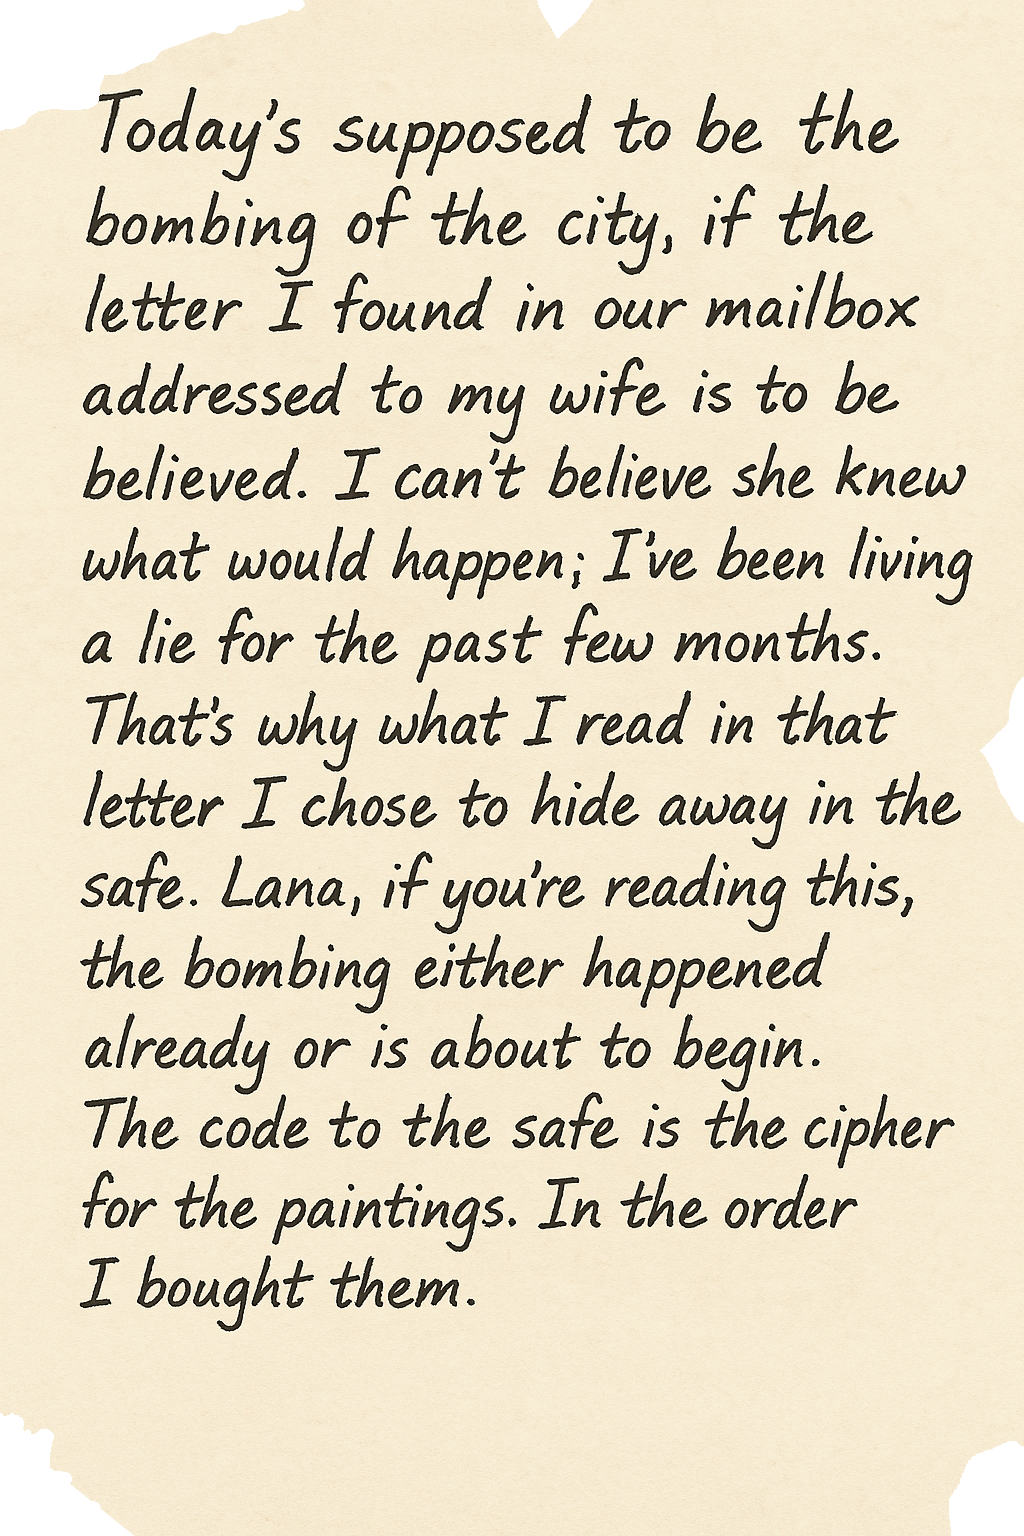 Today's supposed to be the
bombing of the city, if the
letter I found in our mailbox
addressed to my wife is to be
believed. I can't believe she knew
what would happen; I've been living
a lie for the past few months.
That's why what I read in that
letter I chose to hide away in the
safe. Lana, if you're reading this,
the bombing either happened
already or is about to begin.
The code to the safe is the cipher
for the paintings. In the order
I bought them.